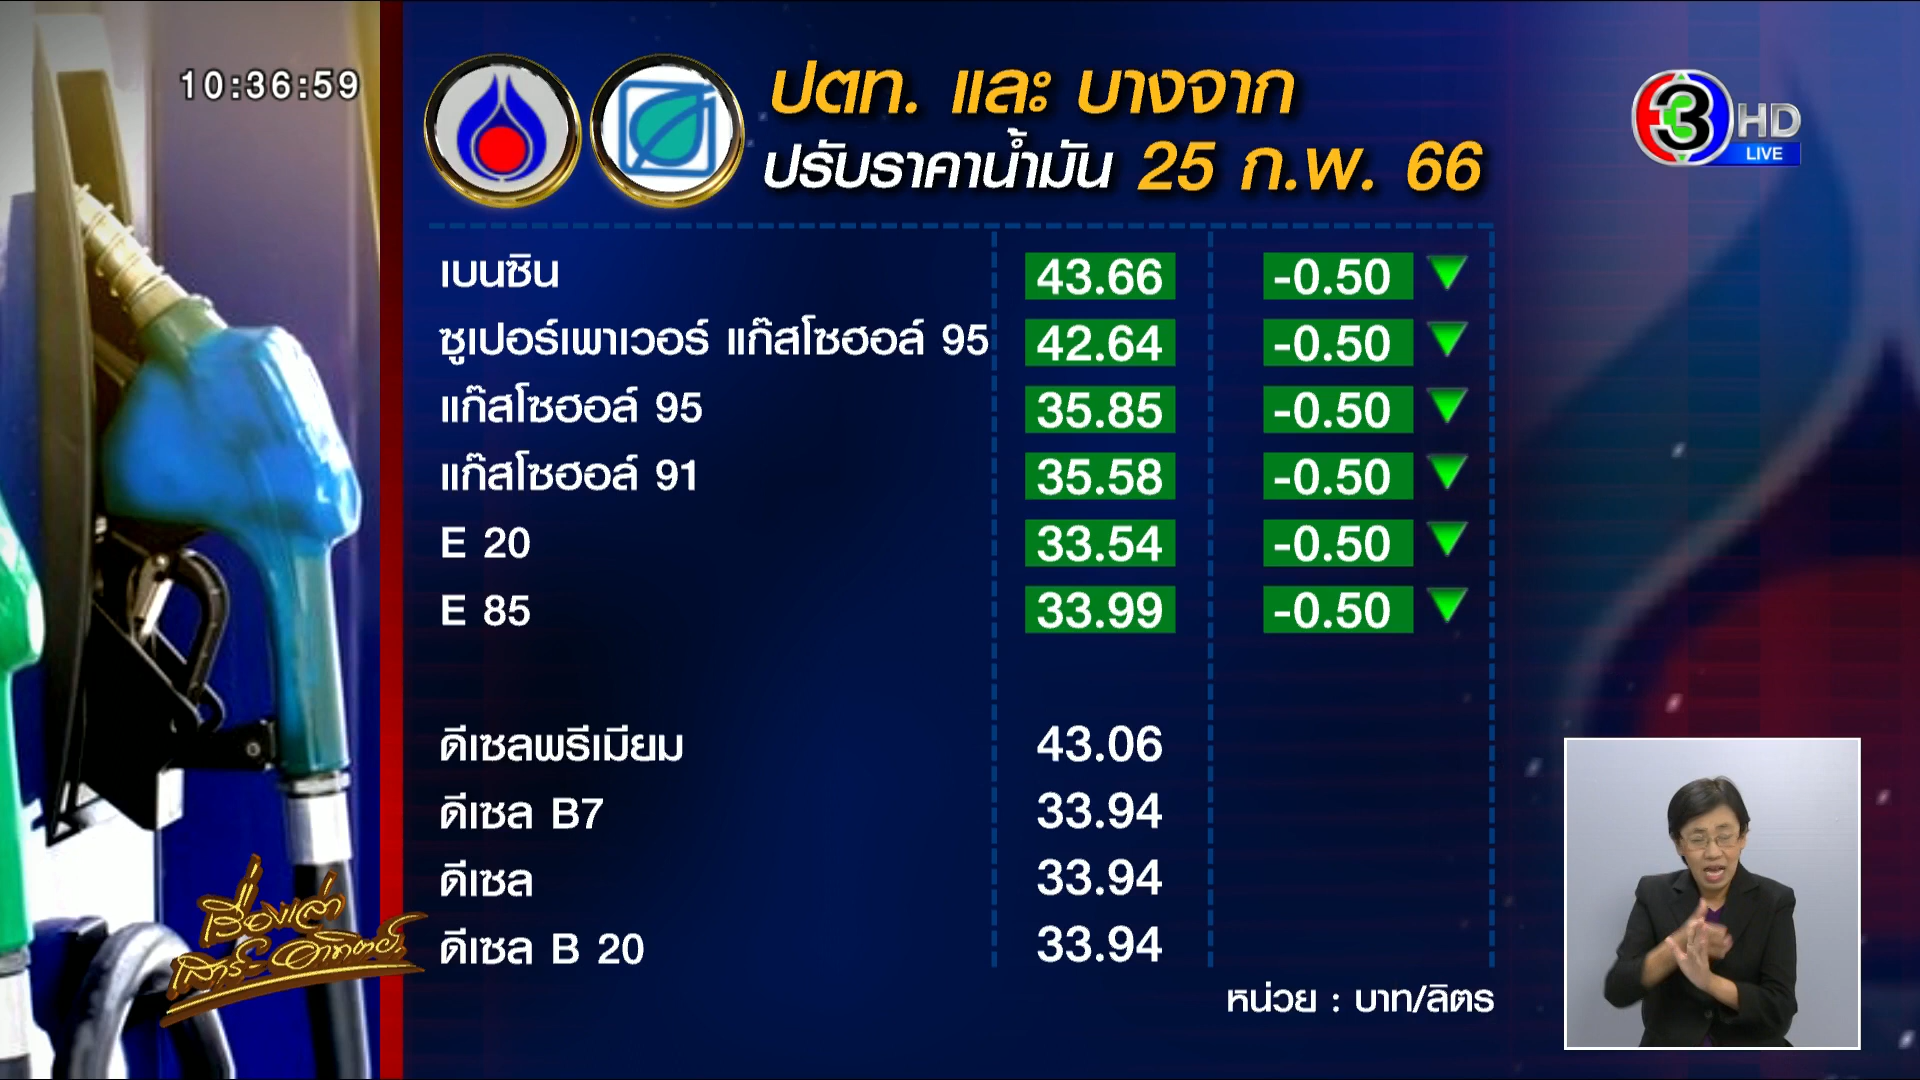 10:36:59
ปตท. และ บางจาก
ปรับราคาน้ำมัน 25 ก.พ. 66
3 HD
LIVE
เบนซิน 43.66 -0.50
ซูเปอร์เพาเวอร์ แก๊สโซฮอล์ 95 42.64 -0.50
แก๊สโซฮอล์ 95 35.85 -0.50
แก๊สโซฮอล์ 91 35.58 -0.50
E 20 33.54 -0.50
E 85 33.99 -0.50
ดีเซลพรีเมียม 43.06
ดีเซล B7 33.94
ดีเซล 33.94
ดีเซล B 20 33.94
หน่วย : บาท/ลิตร
เรื่องเล่า
เสาร์-อาทิตย์